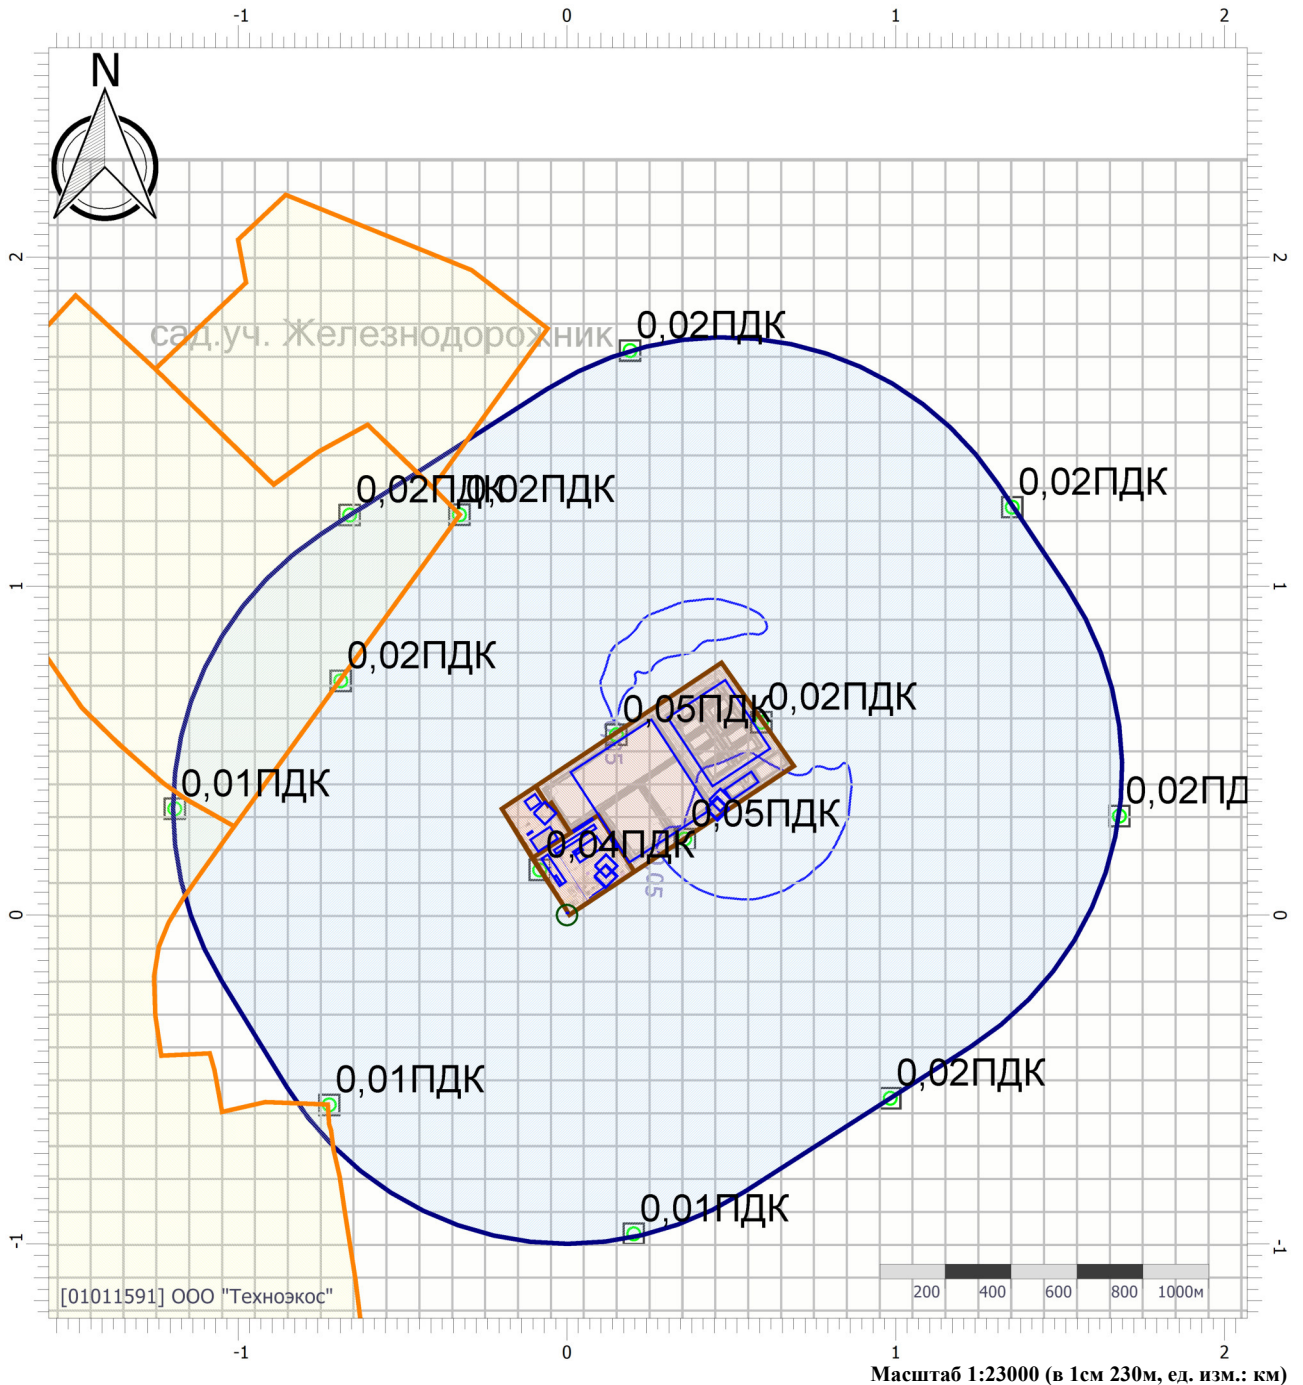 -1 0 1 2
N
2 2
сад.уч. Железнодорожник
0,02ПДК
0,02ПДК 0,02ПДК 0,02ПДК
1 1
0,02ПДК
0,05ПДК 0,02ПДК
0,01ПДК 0,02ПД
0,05ПДК
0,04ПДК
0.05
0 0
0,01ПДК 0,02ПДК
0,01ПДК
-1 -1
200 400 600 800 1000м
[01011591] ООО "Техноэкос"
-1 0 1 2
Масштаб 1:23000 (в 1см 230м, ед. изм.: км)